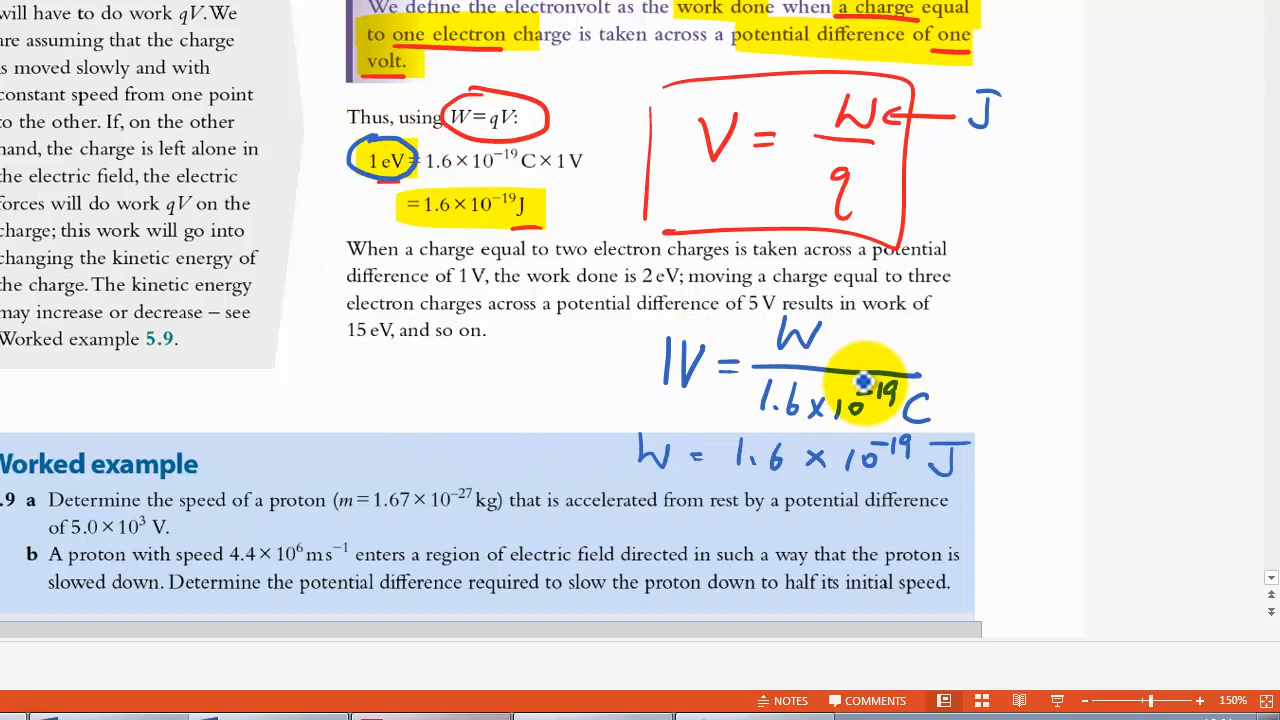 will have to do work qV. We
are assuming that the charge
is moved slowly and with
constant speed from one point
to the other. If, on the other
hand, the charge is left alone in
the electric field, the electric
forces will do work qV on the
charge; this work will go into
changing the kinetic energy of
the charge. The kinetic energy
may increase or decrease – see
Worked example 5.9.
We define the electronvolt as the work done when a charge equal
to one electron charge is taken across a potential difference of one
volt.
Thus, using W = qV:
1 eV = 1.6 × 10⁻¹⁹ C × 1 V
= 1.6 × 10⁻¹⁹ J
V = W/q
J
When a charge equal to two electron charges is taken across a potential
difference of 1 V, the work done is 2 eV; moving a charge equal to three
electron charges across a potential difference of 5 V results in work of
15 eV, and so on.
1V = W
1.6 × 10⁻¹⁹ C
W = 1.6 × 10⁻¹⁹ J
Worked example
.9 a Determine the speed of a proton (m = 1.67 × 10⁻²⁷ kg) that is accelerated from rest by a potential difference
of 5.0 × 10³ V.
b A proton with speed 4.4 × 10⁶ m s⁻¹ enters a region of electric field directed in such a way that the proton is
slowed down. Determine the potential difference required to slow the proton down to half its initial speed.
NOTES COMMENTS 150%